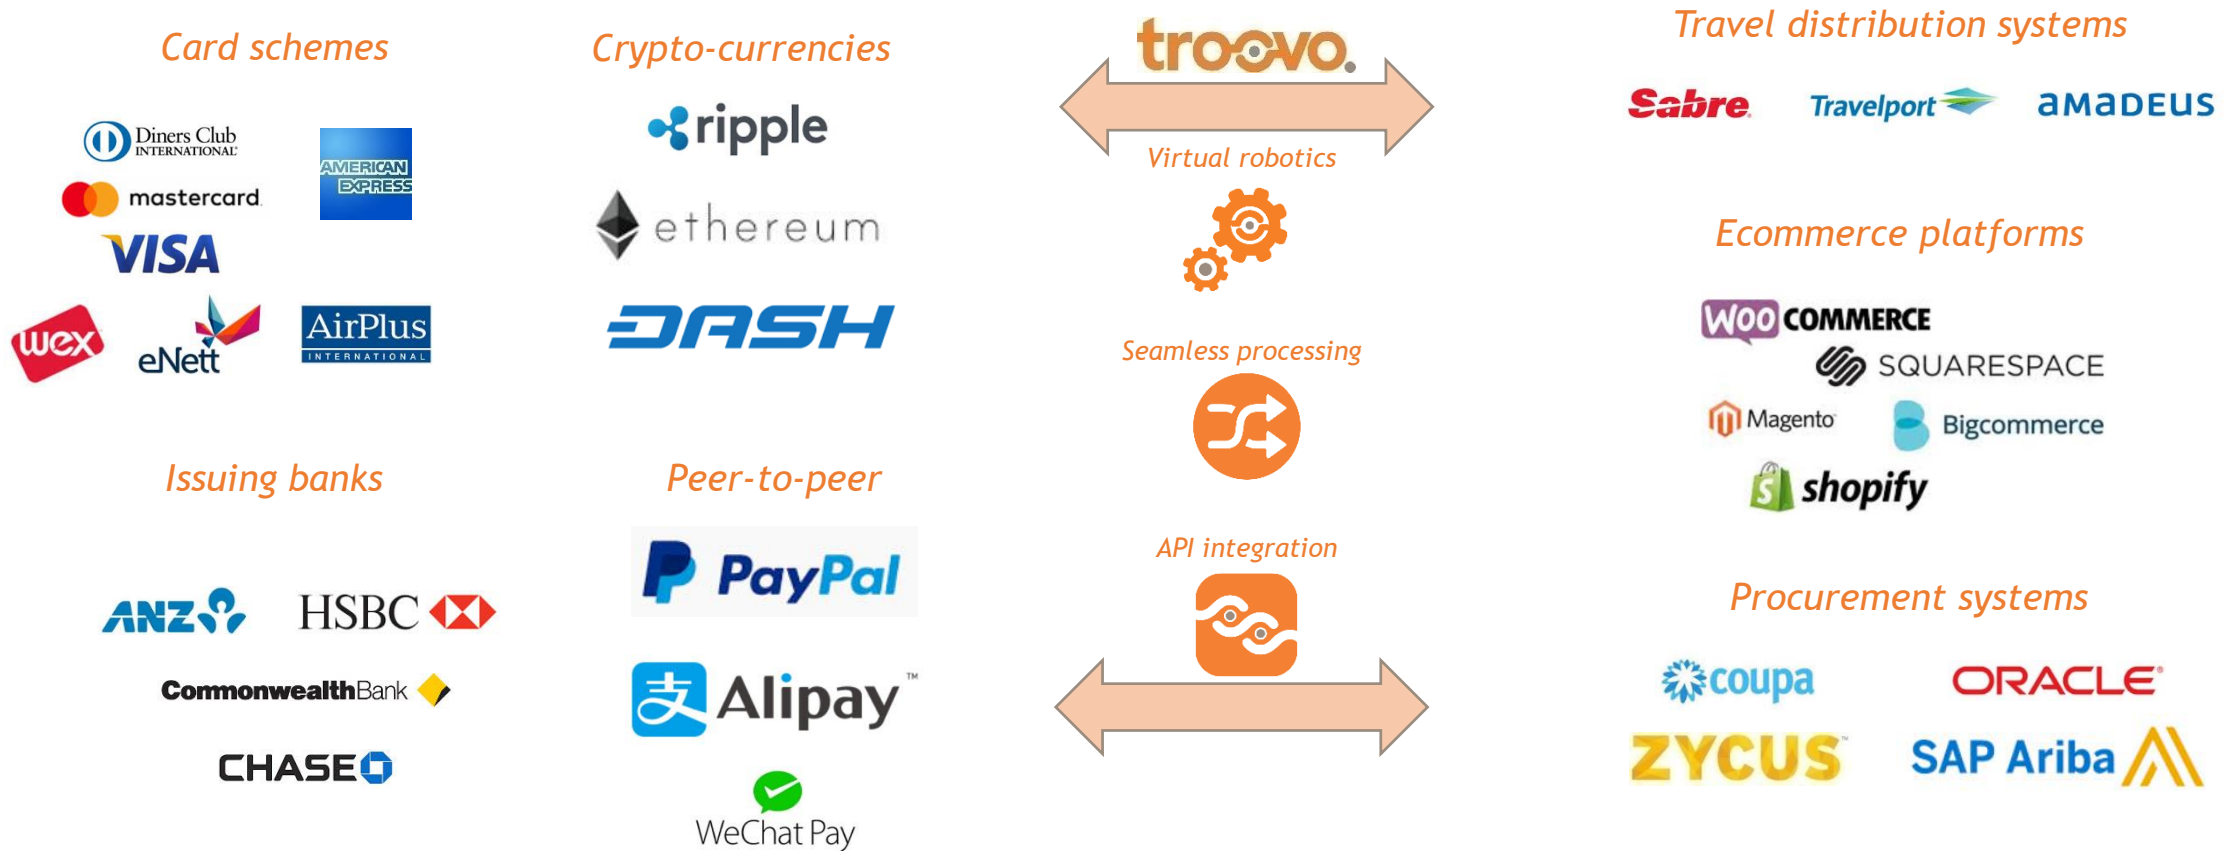 Card schemes
Diners Club
INTERNATIONAL
AMERICAN
EXPRESS
mastercard.
VISA
wex
eNett
AirPlus
INTERNATIONAL
Crypto-currencies
ripple
ethereum
DASH
Issuing banks
ANZ
HSBC
CommonwealthBank
CHASE
Peer-to-peer
PayPal
支 Alipay™
WeChat Pay
troovo.
Virtual robotics
Seamless processing
API integration
Travel distribution systems
Sabre
Travelport
aMaDEUS
Ecommerce platforms
WOO COMMERCE
SQUARESPACE
Magento
Bigcommerce
S shopify
Procurement systems
coupa
ORACLE®
ZYCUS™
SAP Ariba